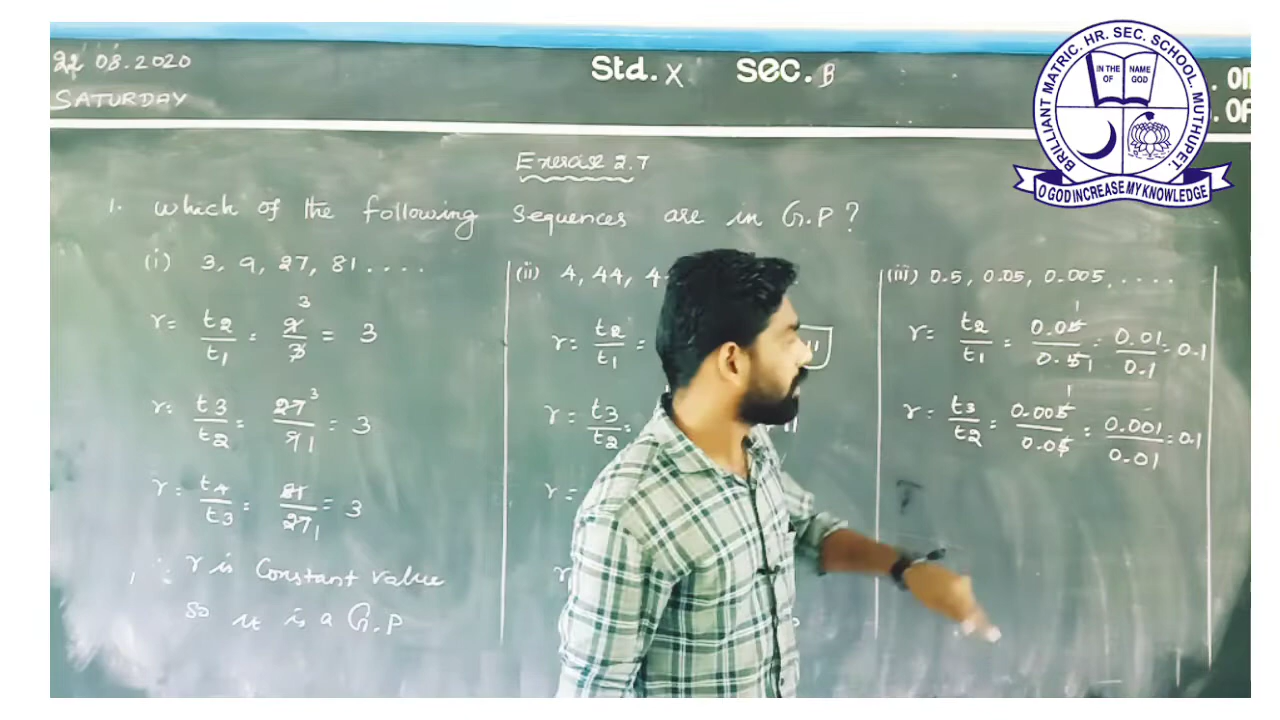 22 08.2020
SATURDAY
Std. X Sec. B
BRILLIANT MATRIC. HR. SEC. SCHOOL. MUTHUPET.
IN THE NAME
OF GOD
O GOD INCREASE MY KNOWLEDGE
Exercise 2.7
1. Which of the following sequences are in G.P?
(i) 3, 9, 27, 81 . . . .
r = t2/t1 = 9/3 = 3
r = t3/t2 = 27/9 = 3
r = t4/t3 = 81/27 = 3
∴ r is Constant value
so it is a G.P
(ii) 4, 44, 4
r = t2/t1 =
r = t3/t2 =
r =
r
(iii) 0.5, 0.05, 0.005, . . . . .
r = t2/t1 = 0.05/0.5 = 0.01/0.1 = 0.1
r = t3/t2 = 0.005/0.05 = 0.001/0.01 = 0.1